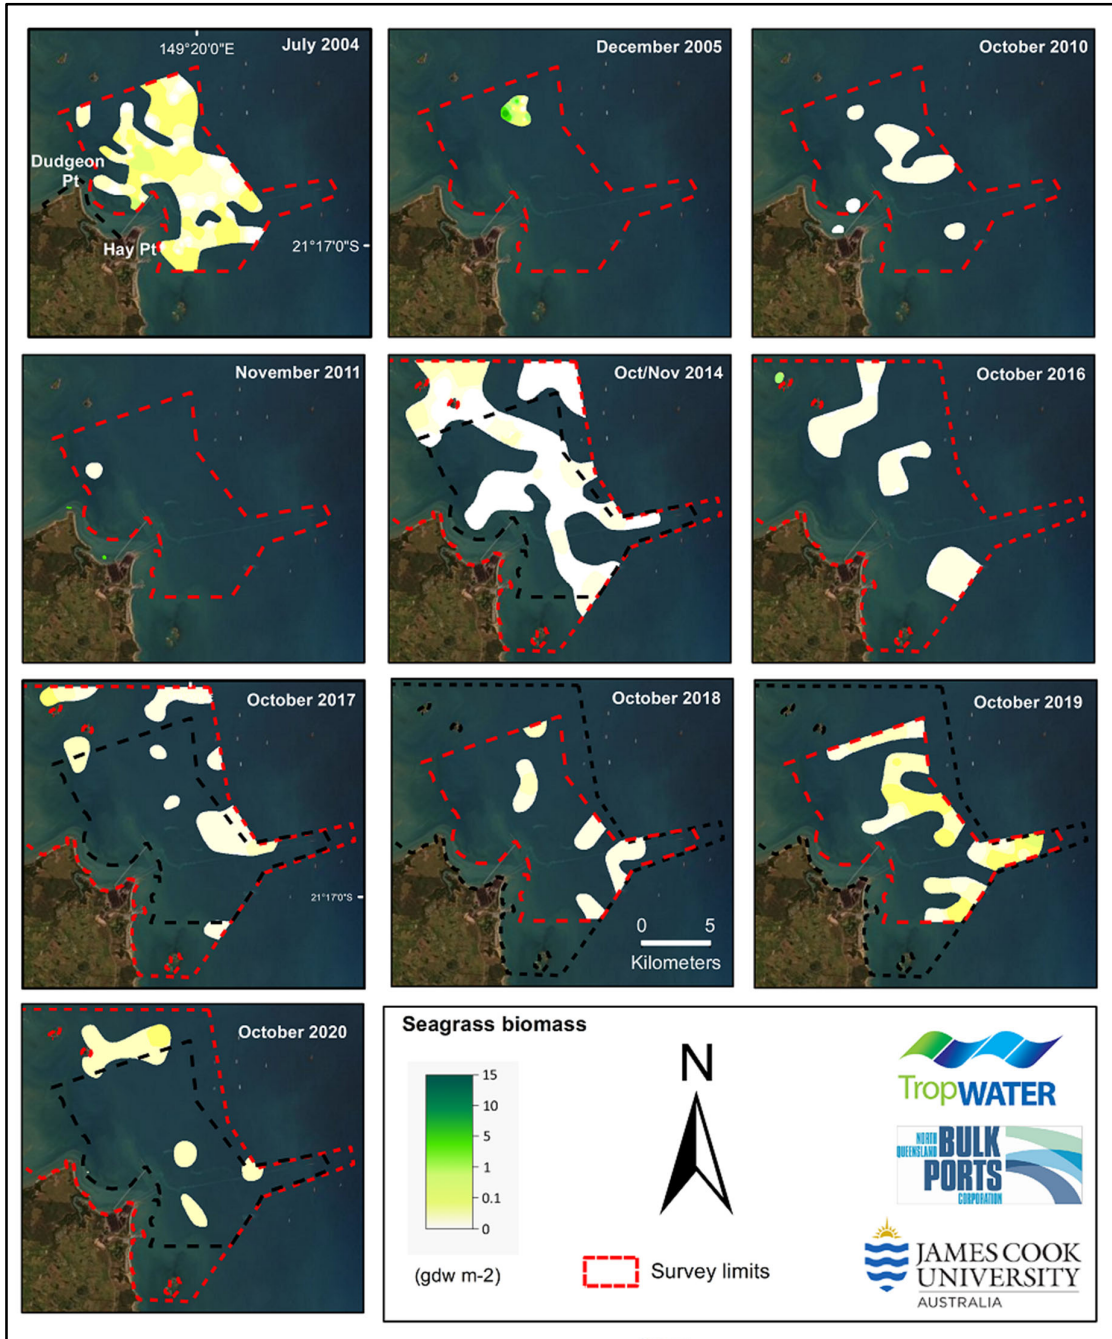 149°20'0"E
July 2004
Dudgeon
Pt
Hay Pt
21°17'0"S
December 2005
October 2010
November 2011
Oct/Nov 2014
October 2016
October 2017
21°17'0"S
October 2018
0 5
Kilometers
October 2019
October 2020
Seagrass biomass
15
10
5
1
0.1
0
(gdw m-2)
N
Survey limits
TropWATER
NORTH
QUEENSLAND
BULK
PORTS
CORPORATION
JAMES COOK
UNIVERSITY
AUSTRALIA